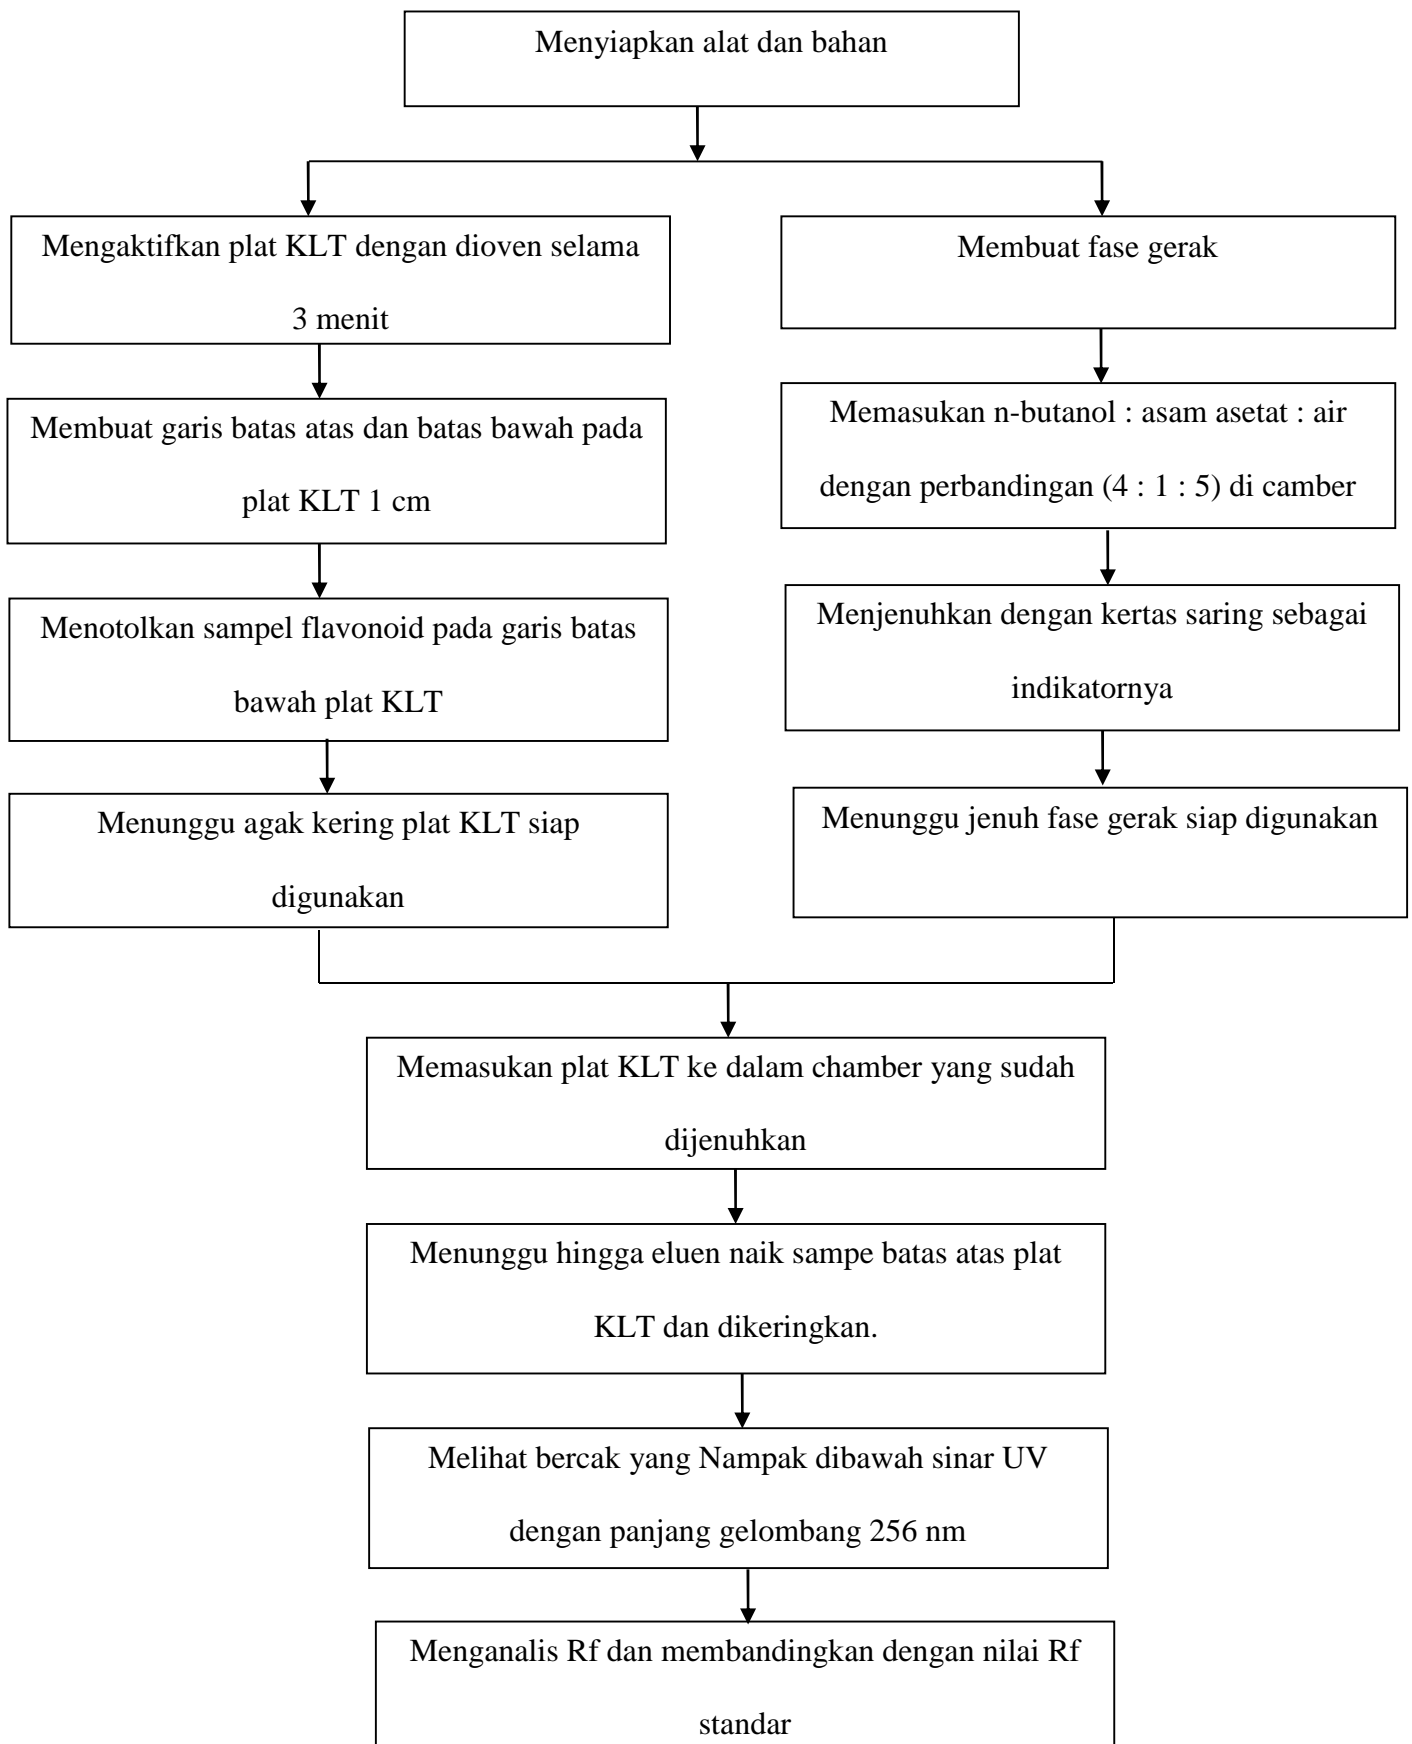 Menyiapkan alat dan bahan
Mengaktifkan plat KLT dengan dioven selama
3 menit
Membuat garis batas atas dan batas bawah pada
plat KLT 1 cm
Menotolkan sampel flavonoid pada garis batas
bawah plat KLT
Menunggu agak kering plat KLT siap
digunakan
Membuat fase gerak
Memasukan n-butanol : asam asetat : air
dengan perbandingan (4 : 1 : 5) di camber
Menjenuhkan dengan kertas saring sebagai
indikatornya
Menunggu jenuh fase gerak siap digunakan
Memasukan plat KLT ke dalam chamber yang sudah
dijenuhkan
Menunggu hingga eluen naik sampe batas atas plat
KLT dan dikeringkan.
Melihat bercak yang Nampak dibawah sinar UV
dengan panjang gelombang 256 nm
Menganalis Rf dan membandingkan dengan nilai Rf
standar